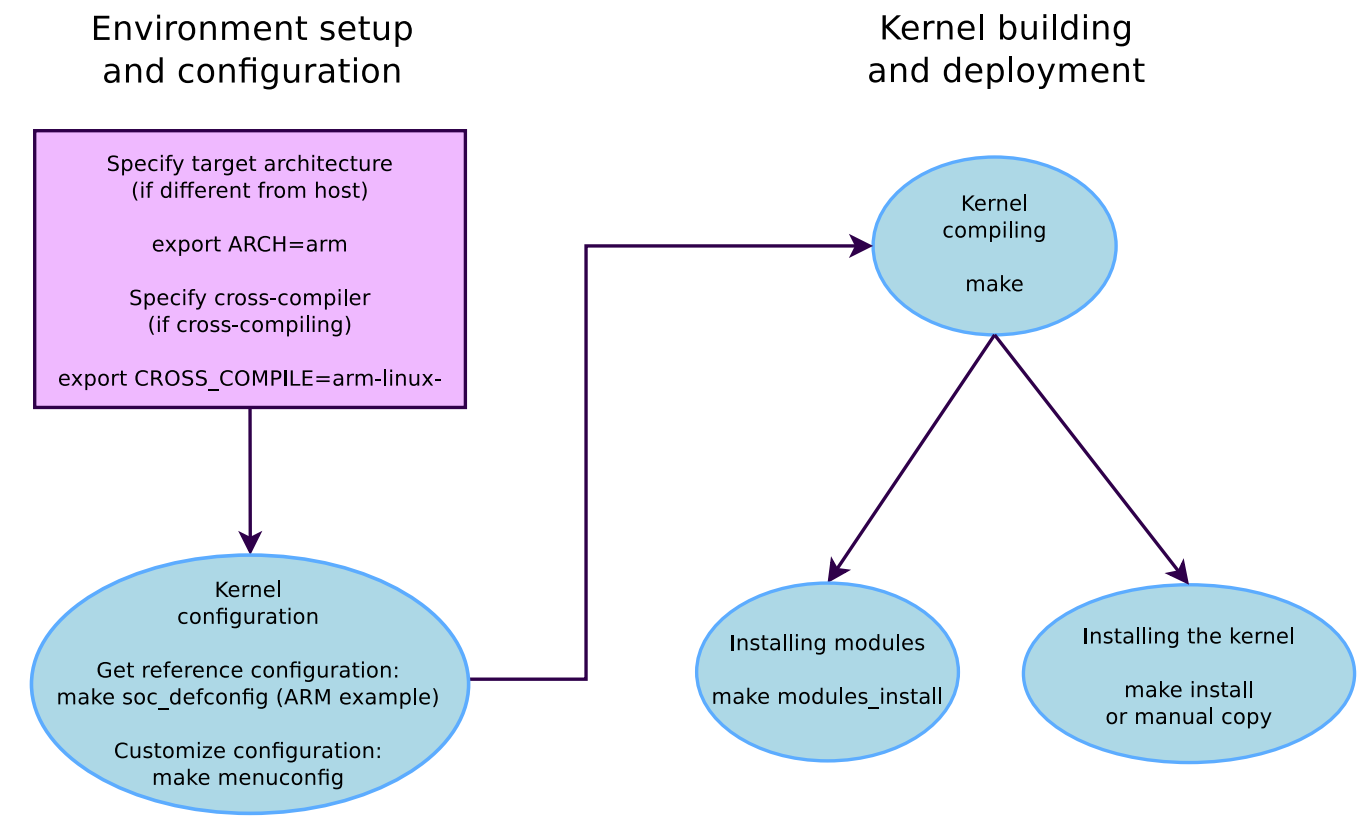 Environment setup
and configuration
Specify target architecture
(if different from host)
export ARCH=arm
Specify cross-compiler
(if cross-compiling)
export CROSS_COMPILE=arm-linux-
Kernel
configuration
Get reference configuration:
make soc_defconfig (ARM example)
Customize configuration:
make menuconfig
Kernel building
and deployment
Kernel
compiling
make
Installing modules
make modules_install
Installing the kernel
make install
or manual copy